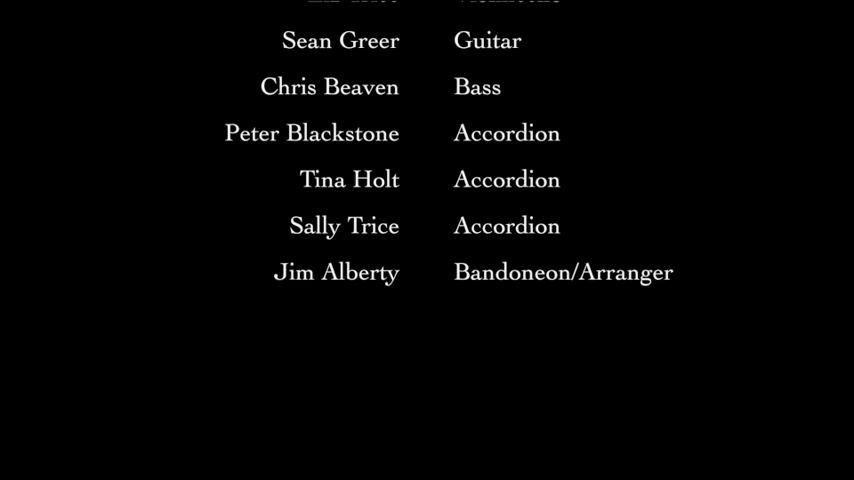 Sean Greer Guitar
Chris Beaven Bass
Peter Blackstone Accordion
Tina Holt Accordion
Sally Trice Accordion
Jim Alberty Bandoneon/Arranger